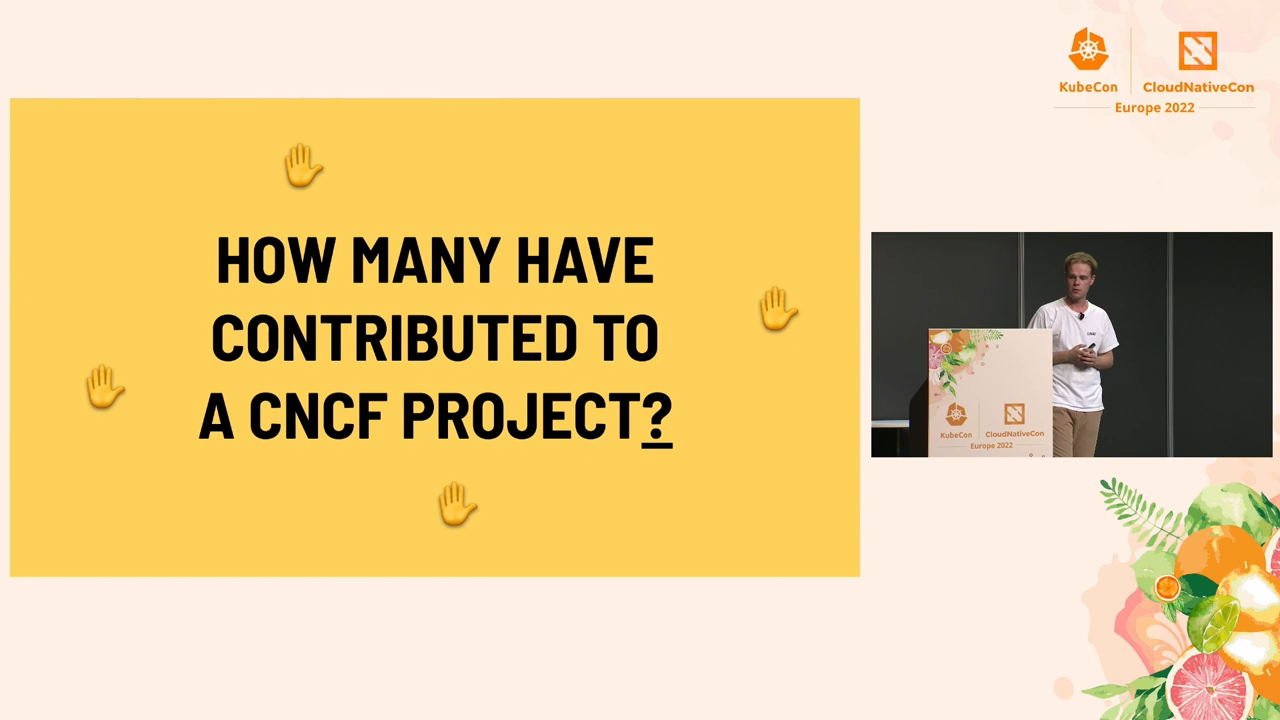 KubeCon
CloudNativeCon
Europe 2022
HOW MANY HAVE
CONTRIBUTED TO
A CNCF PROJECT?
KubeCon
CloudNativeCon
Europe 2022